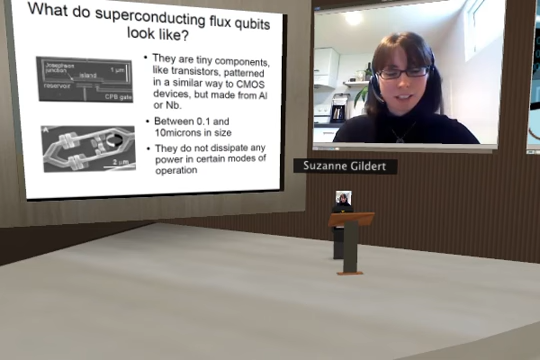 What do superconducting flux qubits
look like?
Josephson
junction
1 μm
island
reservoir
CPB gate
A
2 μm
• They are tiny components,
like transistors, patterned
in a similar way to CMOS
devices, but made from Al
or Nb.
• Between 0.1 and
10microns in size
• They do not dissipate any
power in certain modes of
operation
Suzanne Gildert